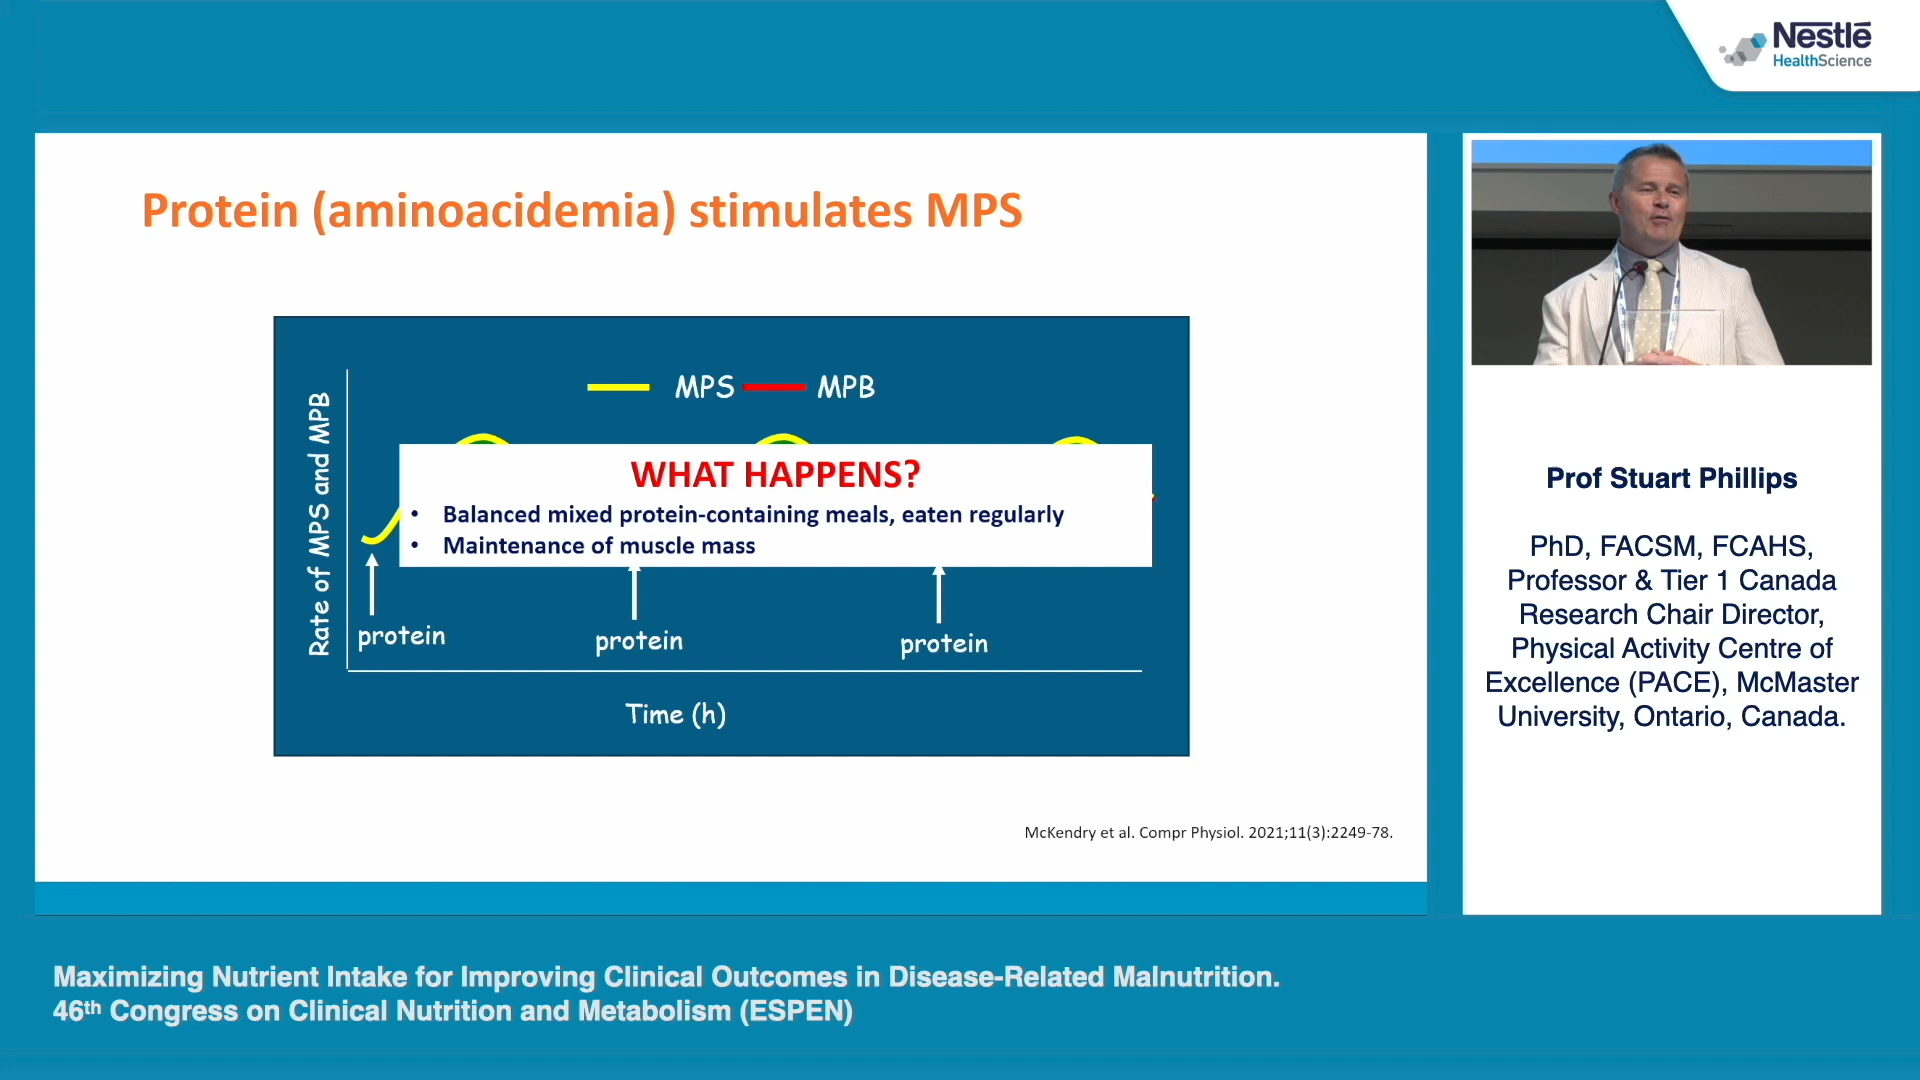 Nestlé
HealthScience
Protein (aminoacidemia) stimulates MPS
MPS MPB
Rate of MPS and MPB
WHAT HAPPENS?
• Balanced mixed protein-containing meals, eaten regularly
• Maintenance of muscle mass
protein protein protein
Time (h)
McKendry et al. Compr Physiol. 2021;11(3):2249-78.
Prof Stuart Phillips
PhD, FACSM, FCAHS,
Professor & Tier 1 Canada
Research Chair Director,
Physical Activity Centre of
Excellence (PACE), McMaster
University, Ontario, Canada.
Maximizing Nutrient Intake for Improving Clinical Outcomes in Disease-Related Malnutrition.
46th Congress on Clinical Nutrition and Metabolism (ESPEN)